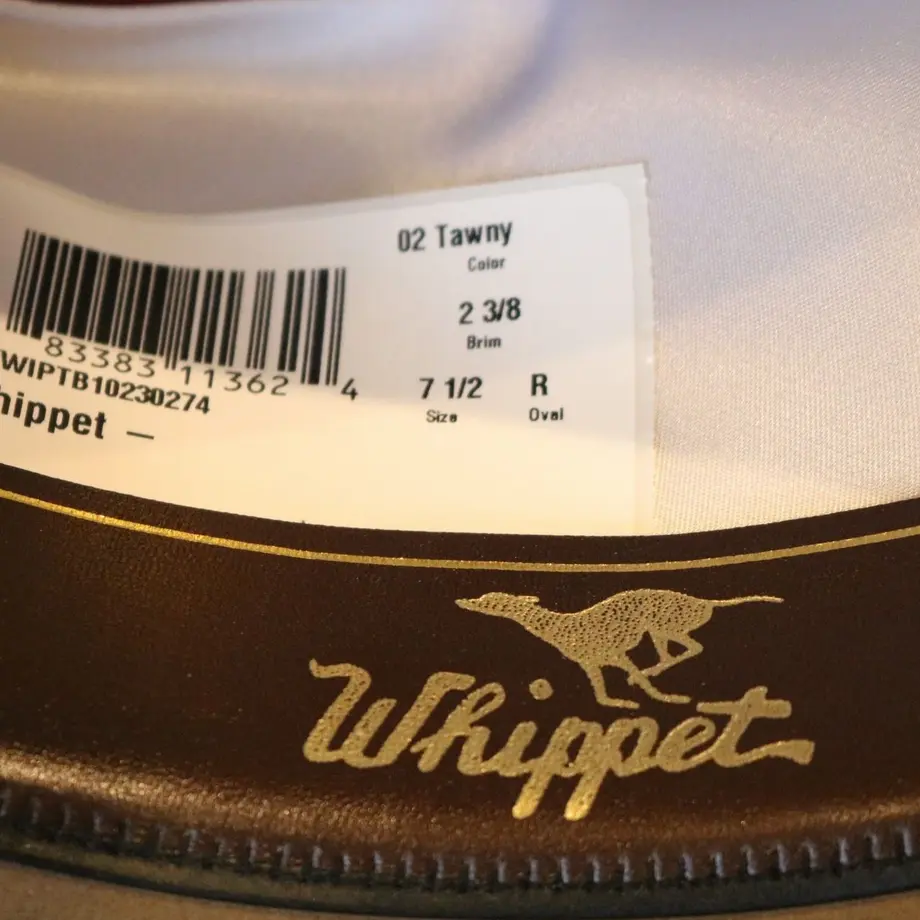 02 Tawny
Color
2 3/8
Brim
7 1/2 R
Size Oval
83383 11362 4
WIPTB10230274
hippet —
Whippet